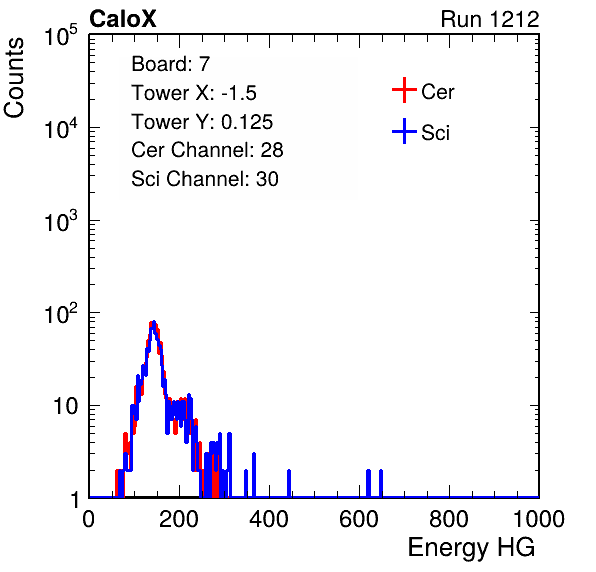 CaloX Run 1212
Counts
10^5
10^4
10^3
10^2
10
1
Board: 7
Tower X: -1.5
Tower Y: 0.125
Cer Channel: 28
Sci Channel: 30
Cer
Sci
0 200 400 600 800 1000
Energy HG